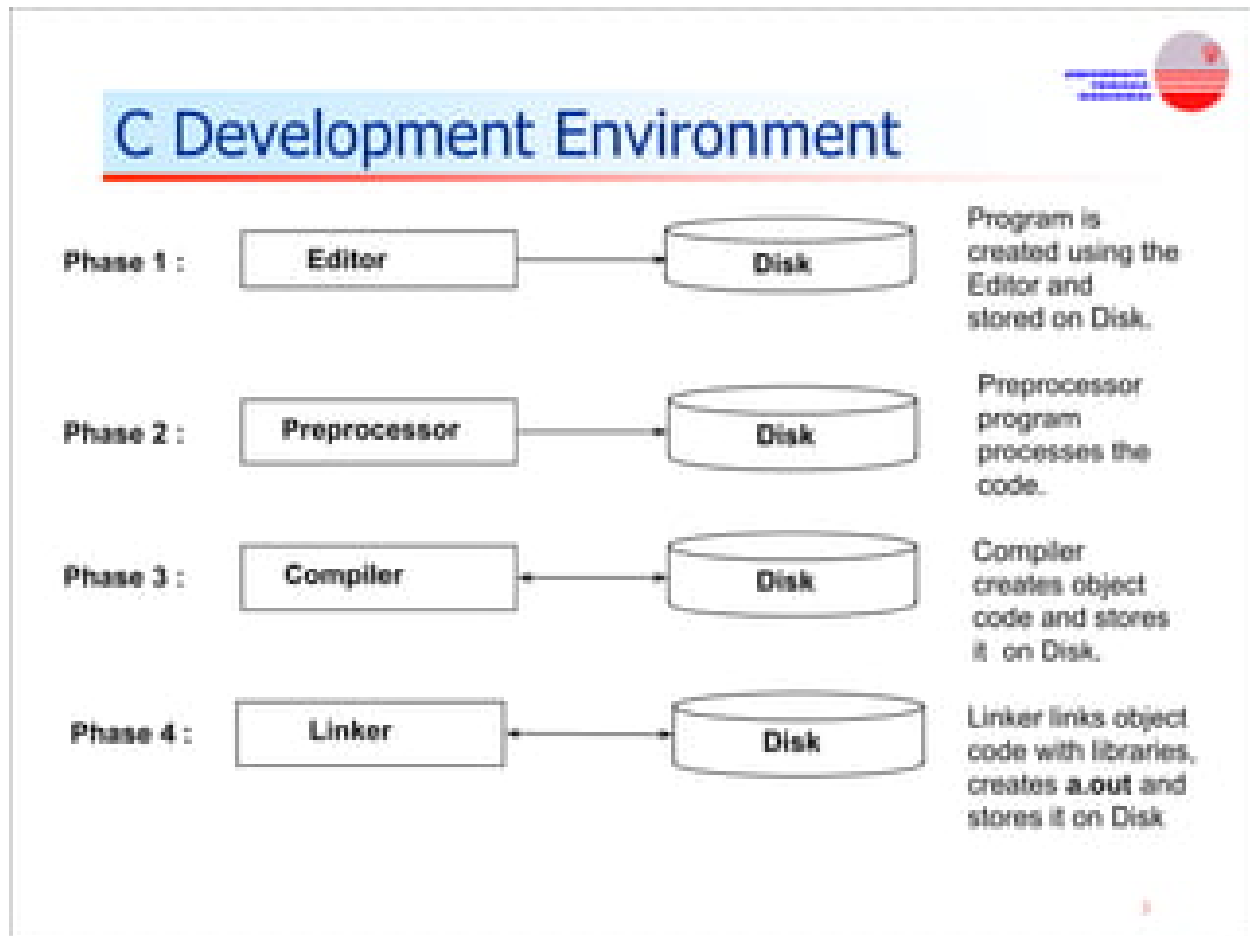 C Development Environment
Phase 1 :
Editor
Disk
Program is
created using the
Editor and
stored on Disk.
Phase 2 :
Preprocessor
Disk
Preprocessor
program
processes the
code.
Phase 3 :
Compiler
Disk
Compiler
creates object
code and stores
it on Disk.
Phase 4 :
Linker
Disk
Linker links object
code with libraries,
creates a.out and
stores it on Disk